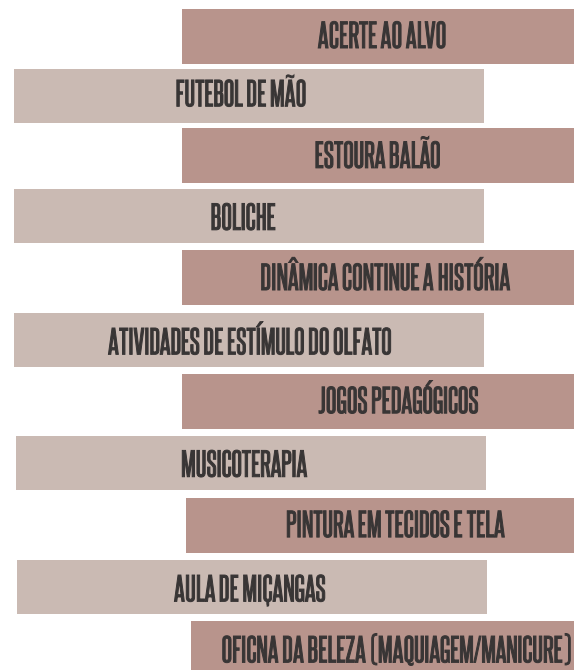 ACERTE AO ALVO
FUTEBOL DE MÃO
ESTOURA BALÃO
BOLICHE
DINÂMICA CONTINUE A HISTÓRIA
ATIVIDADES DE ESTÍMULO DO OLFATO
JOGOS PEDAGÓGICOS
MUSICOTERAPIA
PINTURA EM TECIDOS E TELA
AULA DE MIÇANGAS
OFICNA DA BELEZA (MAQUIAGEM/MANICURE)